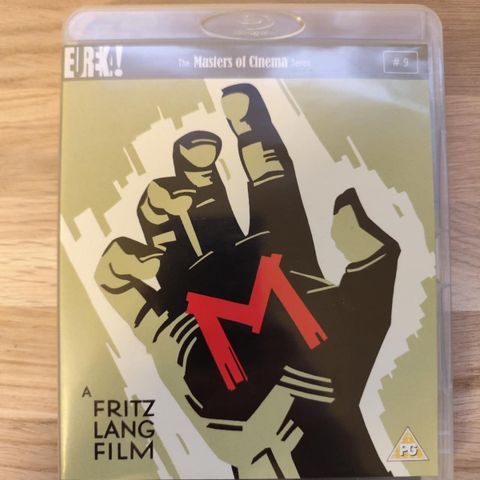 EUREKA!
The Masters of Cinema Series
# 9
M
A
FRITZ
LANG
FILM
PG